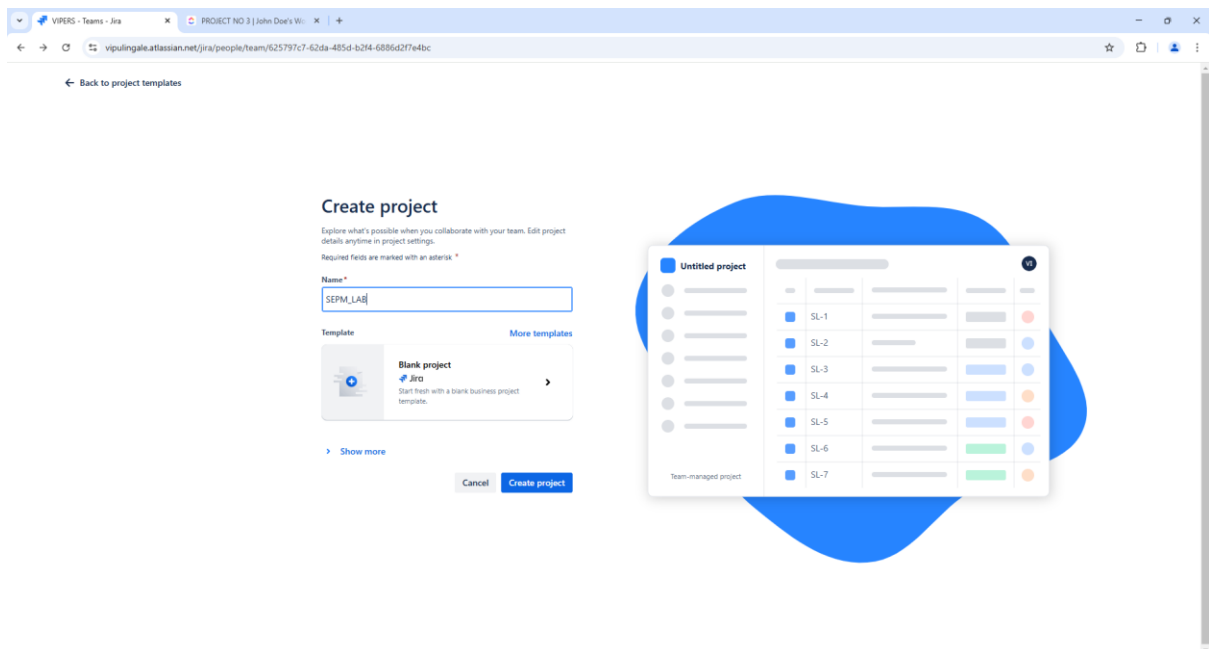 VIPERS - Teams - Jira
PROJECT NO 3 | John Doe's Wo
vipulingale.atlassian.net/jira/people/team/625797c7-62da-485d-b2f4-6886d2f7e4bc
Back to project templates
Create project
Explore what's possible when you collaborate with your team. Edit project
details anytime in project settings.
Required fields are marked with an asterisk *
Name *
SEPM_LAB
Template More templates
Blank project
Jira
Start fresh with a blank business project
template.
Show more
Cancel Create project
Untitled project
VI
SL-1
SL-2
SL-3
SL-4
SL-5
SL-6
SL-7
Team-managed project